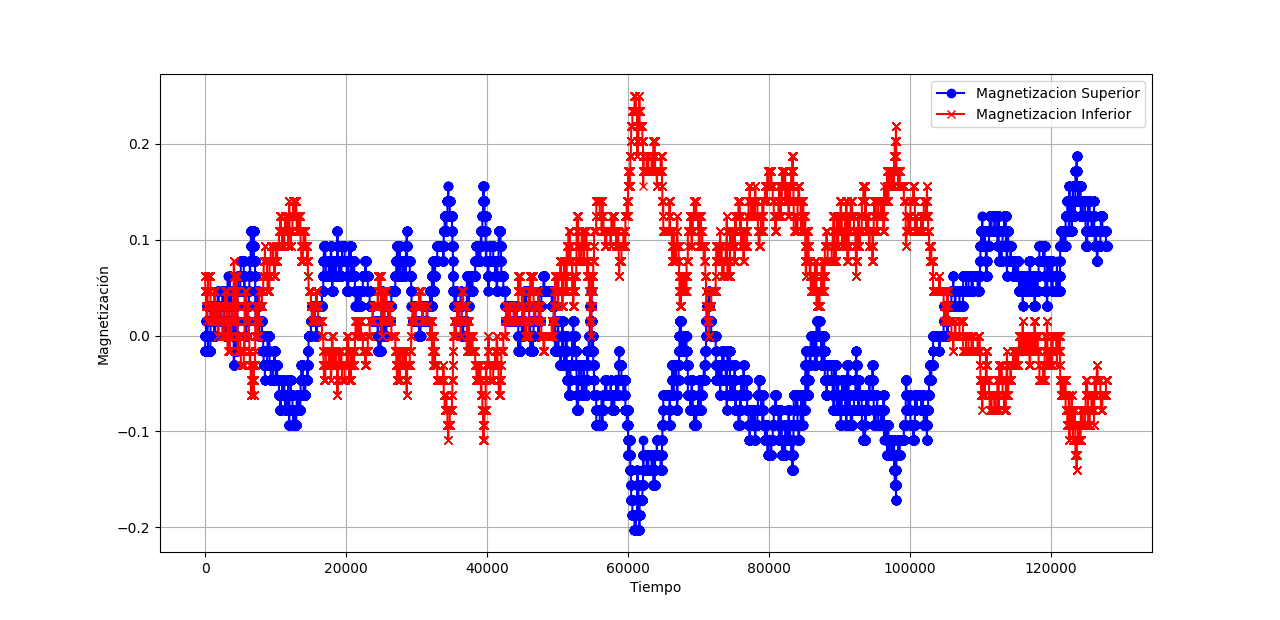 Magnetizacion Superior
Magnetizacion Inferior
0.2
0.1
0.0
−0.1
−0.2
Magnetización
0 20000 40000 60000 80000 100000 120000
Tiempo